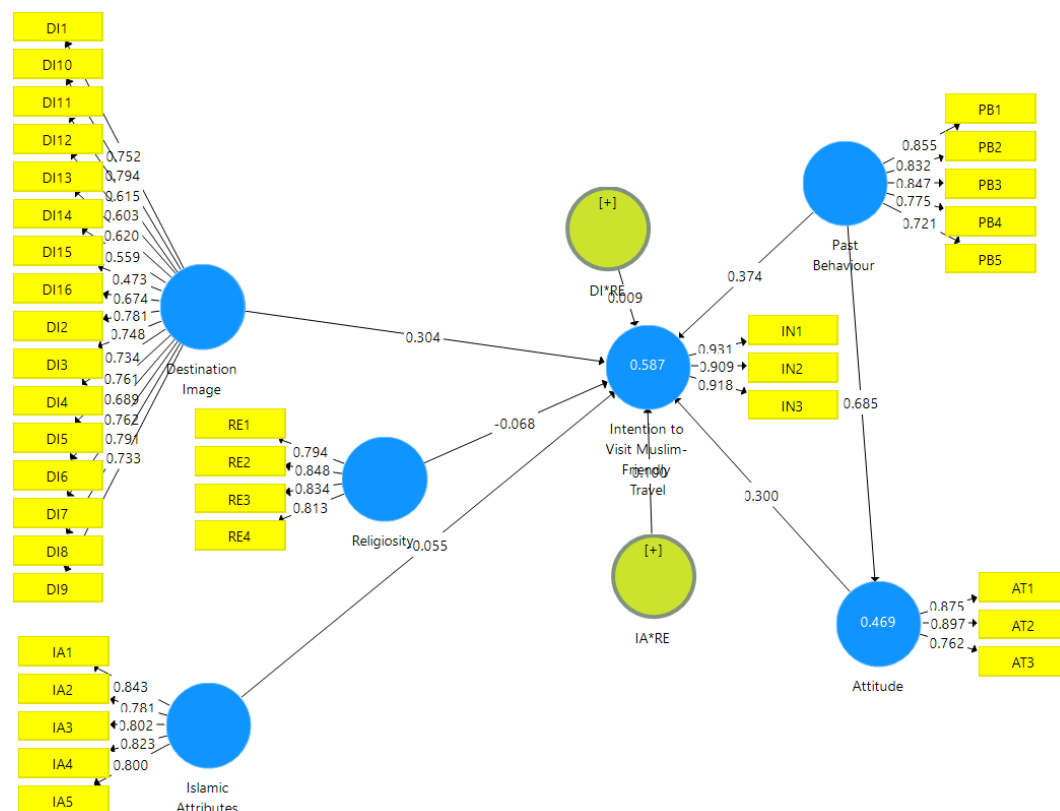 DI1
DI10
DI11
DI12
DI13
DI14
DI15
DI16
DI2
DI3
DI4
DI5
DI6
DI7
DI8
DI9
0.752
0.794
0.615
0.603
0.620
0.559
0.473
0.674
0.781
0.748
0.734
0.761
0.689
0.762
0.791
0.733
Destination
Image
0.304
RE1
RE2
RE3
RE4
0.794
0.848
0.834
0.813
Religiosity
-0.068
IA1
IA2
IA3
IA4
IA5
0.843
0.781
0.802
0.823
0.800
Islamic
Attributes
-0.055
[+]
DI*RE
0.009
0.587
Intention to
Visit Muslim-
Friendly
Travel
0.100
[+]
IA*RE
0.931
0.909
0.918
IN1
IN2
IN3
Past
Behaviour
0.855
0.832
0.847
0.775
0.721
PB1
PB2
PB3
PB4
PB5
0.374
0.685
0.300
0.469
Attitude
0.875
0.897
0.762
AT1
AT2
AT3